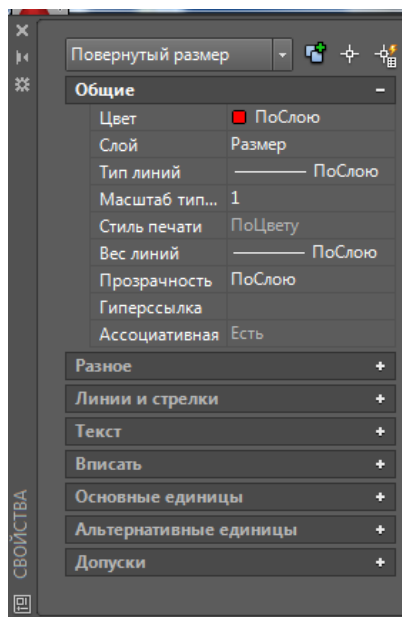 Повернутый размер
Общие
Цвет ПоСлою
Слой Размер
Тип линий ПоСлою
Масштаб тип... 1
Стиль печати ПоЦвету
Вес линий ПоСлою
Прозрачность ПоСлою
Гиперссылка
Ассоциативная Есть
Разное
Линии и стрелки
Текст
Вписать
Основные единицы
Альтернативные единицы
Допуски
СВОЙСТВА